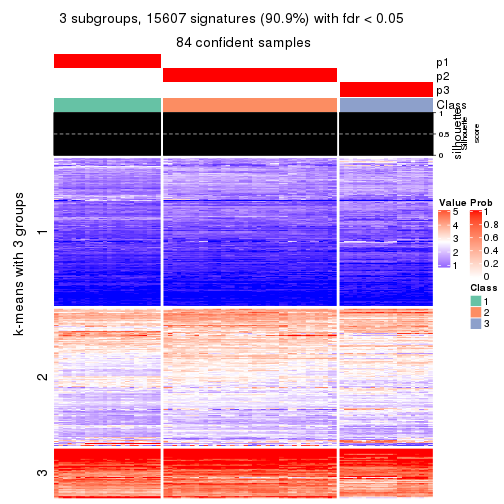 3 subgroups, 15607 signatures (90.9%) with fdr < 0.05
84 confident samples
p1
p2
p3
Class
1
0.5
0
silhouette
Silhouette
score
k-means with 3 groups
1
2
3
Value
5
4
3
2
1
Prob
1
0.8
0.6
0.4
0.2
0
Class
1
2
3